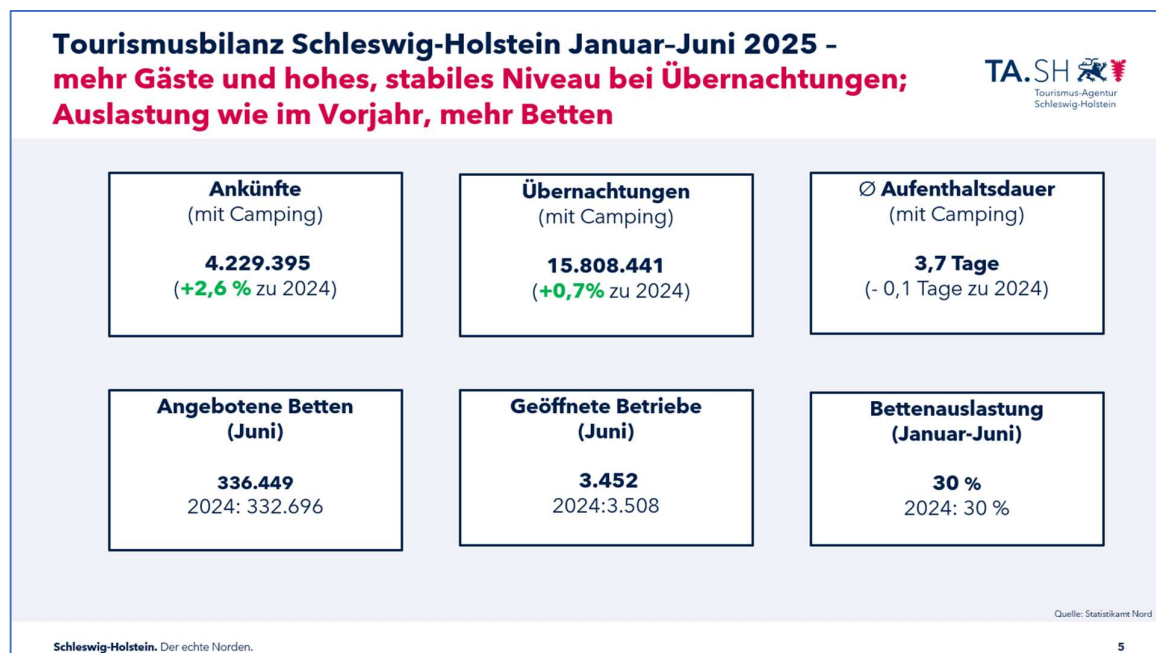 Tourismusbilanz Schleswig-Holstein Januar–Juni 2025 –
mehr Gäste und hohes, stabiles Niveau bei Übernachtungen;
Auslastung wie im Vorjahr, mehr Betten
TA.SH
Tourismus-Agentur
Schleswig-Holstein
Ankünfte
(mit Camping)
4.229.395
(+2,6 % zu 2024)
Übernachtungen
(mit Camping)
15.808.441
(+0,7% zu 2024)
∅ Aufenthaltsdauer
(mit Camping)
3,7 Tage
(- 0,1 Tage zu 2024)
Angebotene Betten
(Juni)
336.449
2024: 332.696
Geöffnete Betriebe
(Juni)
3.452
2024:3.508
Bettenauslastung
(Januar-Juni)
30 %
2024: 30 %
Quelle: Statistikamt Nord
Schleswig-Holstein. Der echte Norden.
5